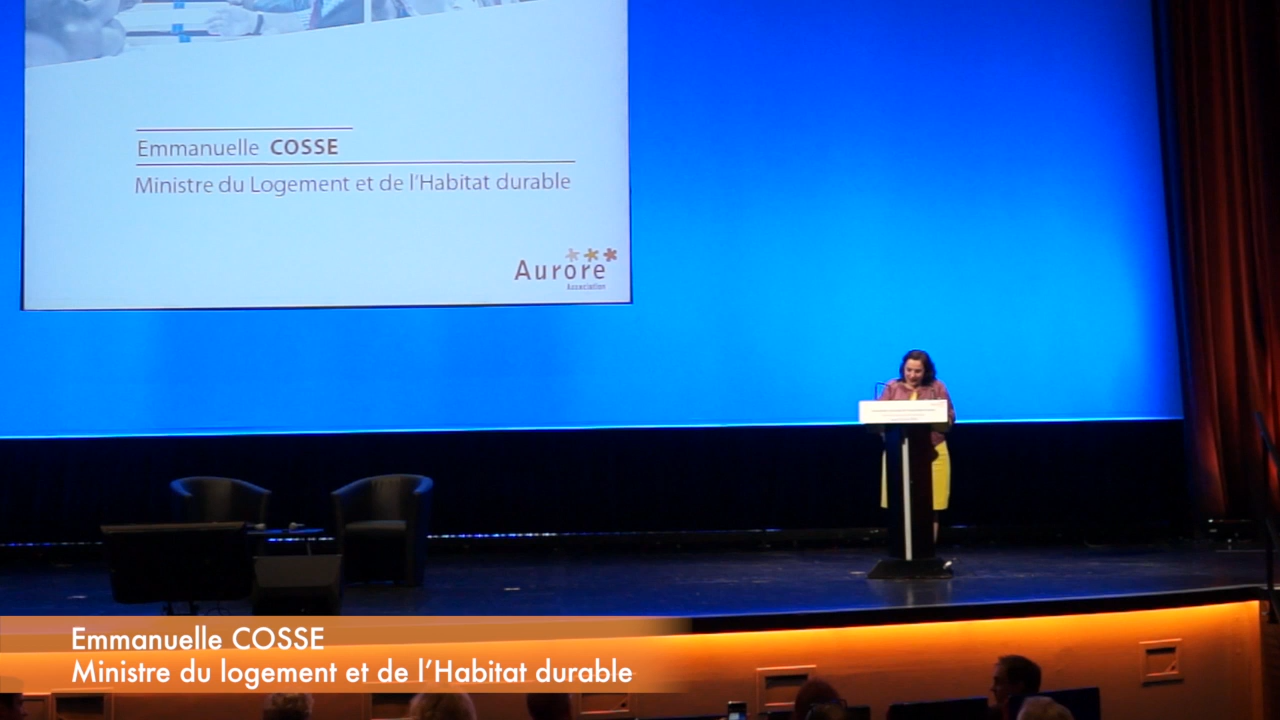 Emmanuelle COSSE
Ministre du Logement et de l'Habitat durable
Aurore
Association
Emmanuelle COSSE
Ministre du logement et de l'Habitat durable